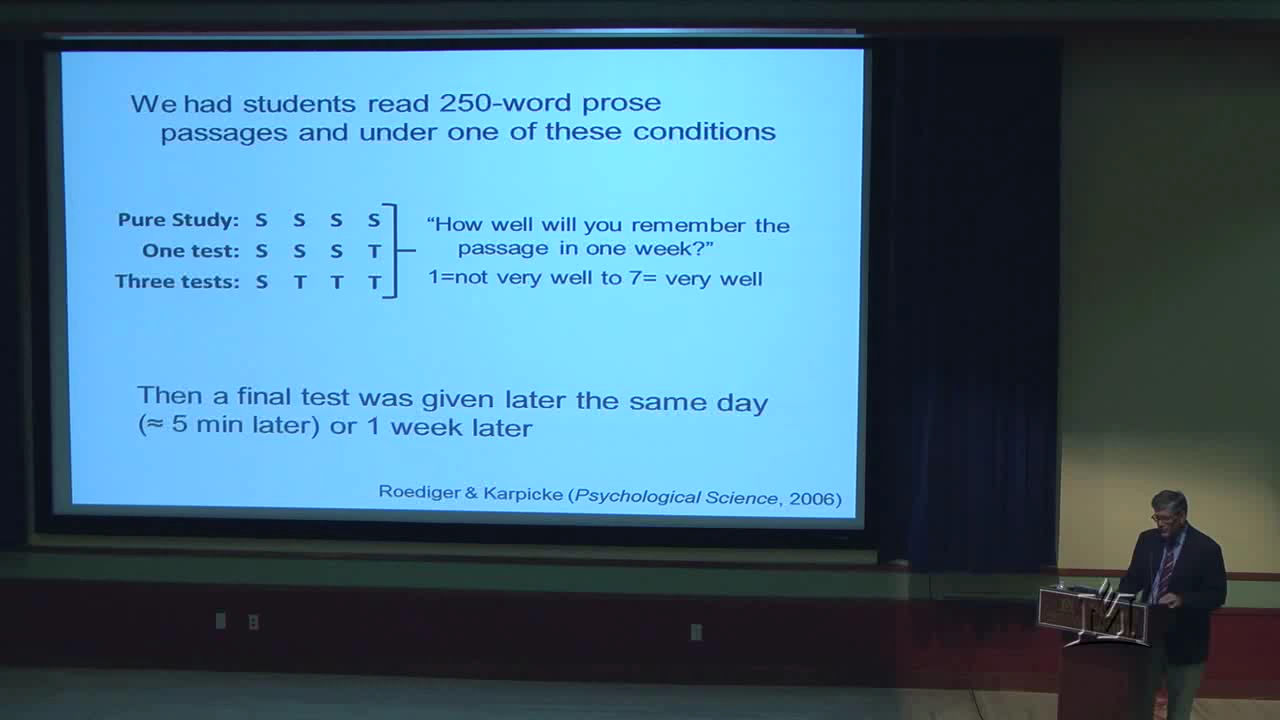 We had students read 250-word prose
passages and under one of these conditions
Pure Study: S S S S
One test: S S S T
Three tests: S T T T
“How well will you remember the
passage in one week?”
1=not very well to 7= very well
Then a final test was given later the same day
(≈ 5 min later) or 1 week later
Roediger & Karpicke (Psychological Science, 2006)